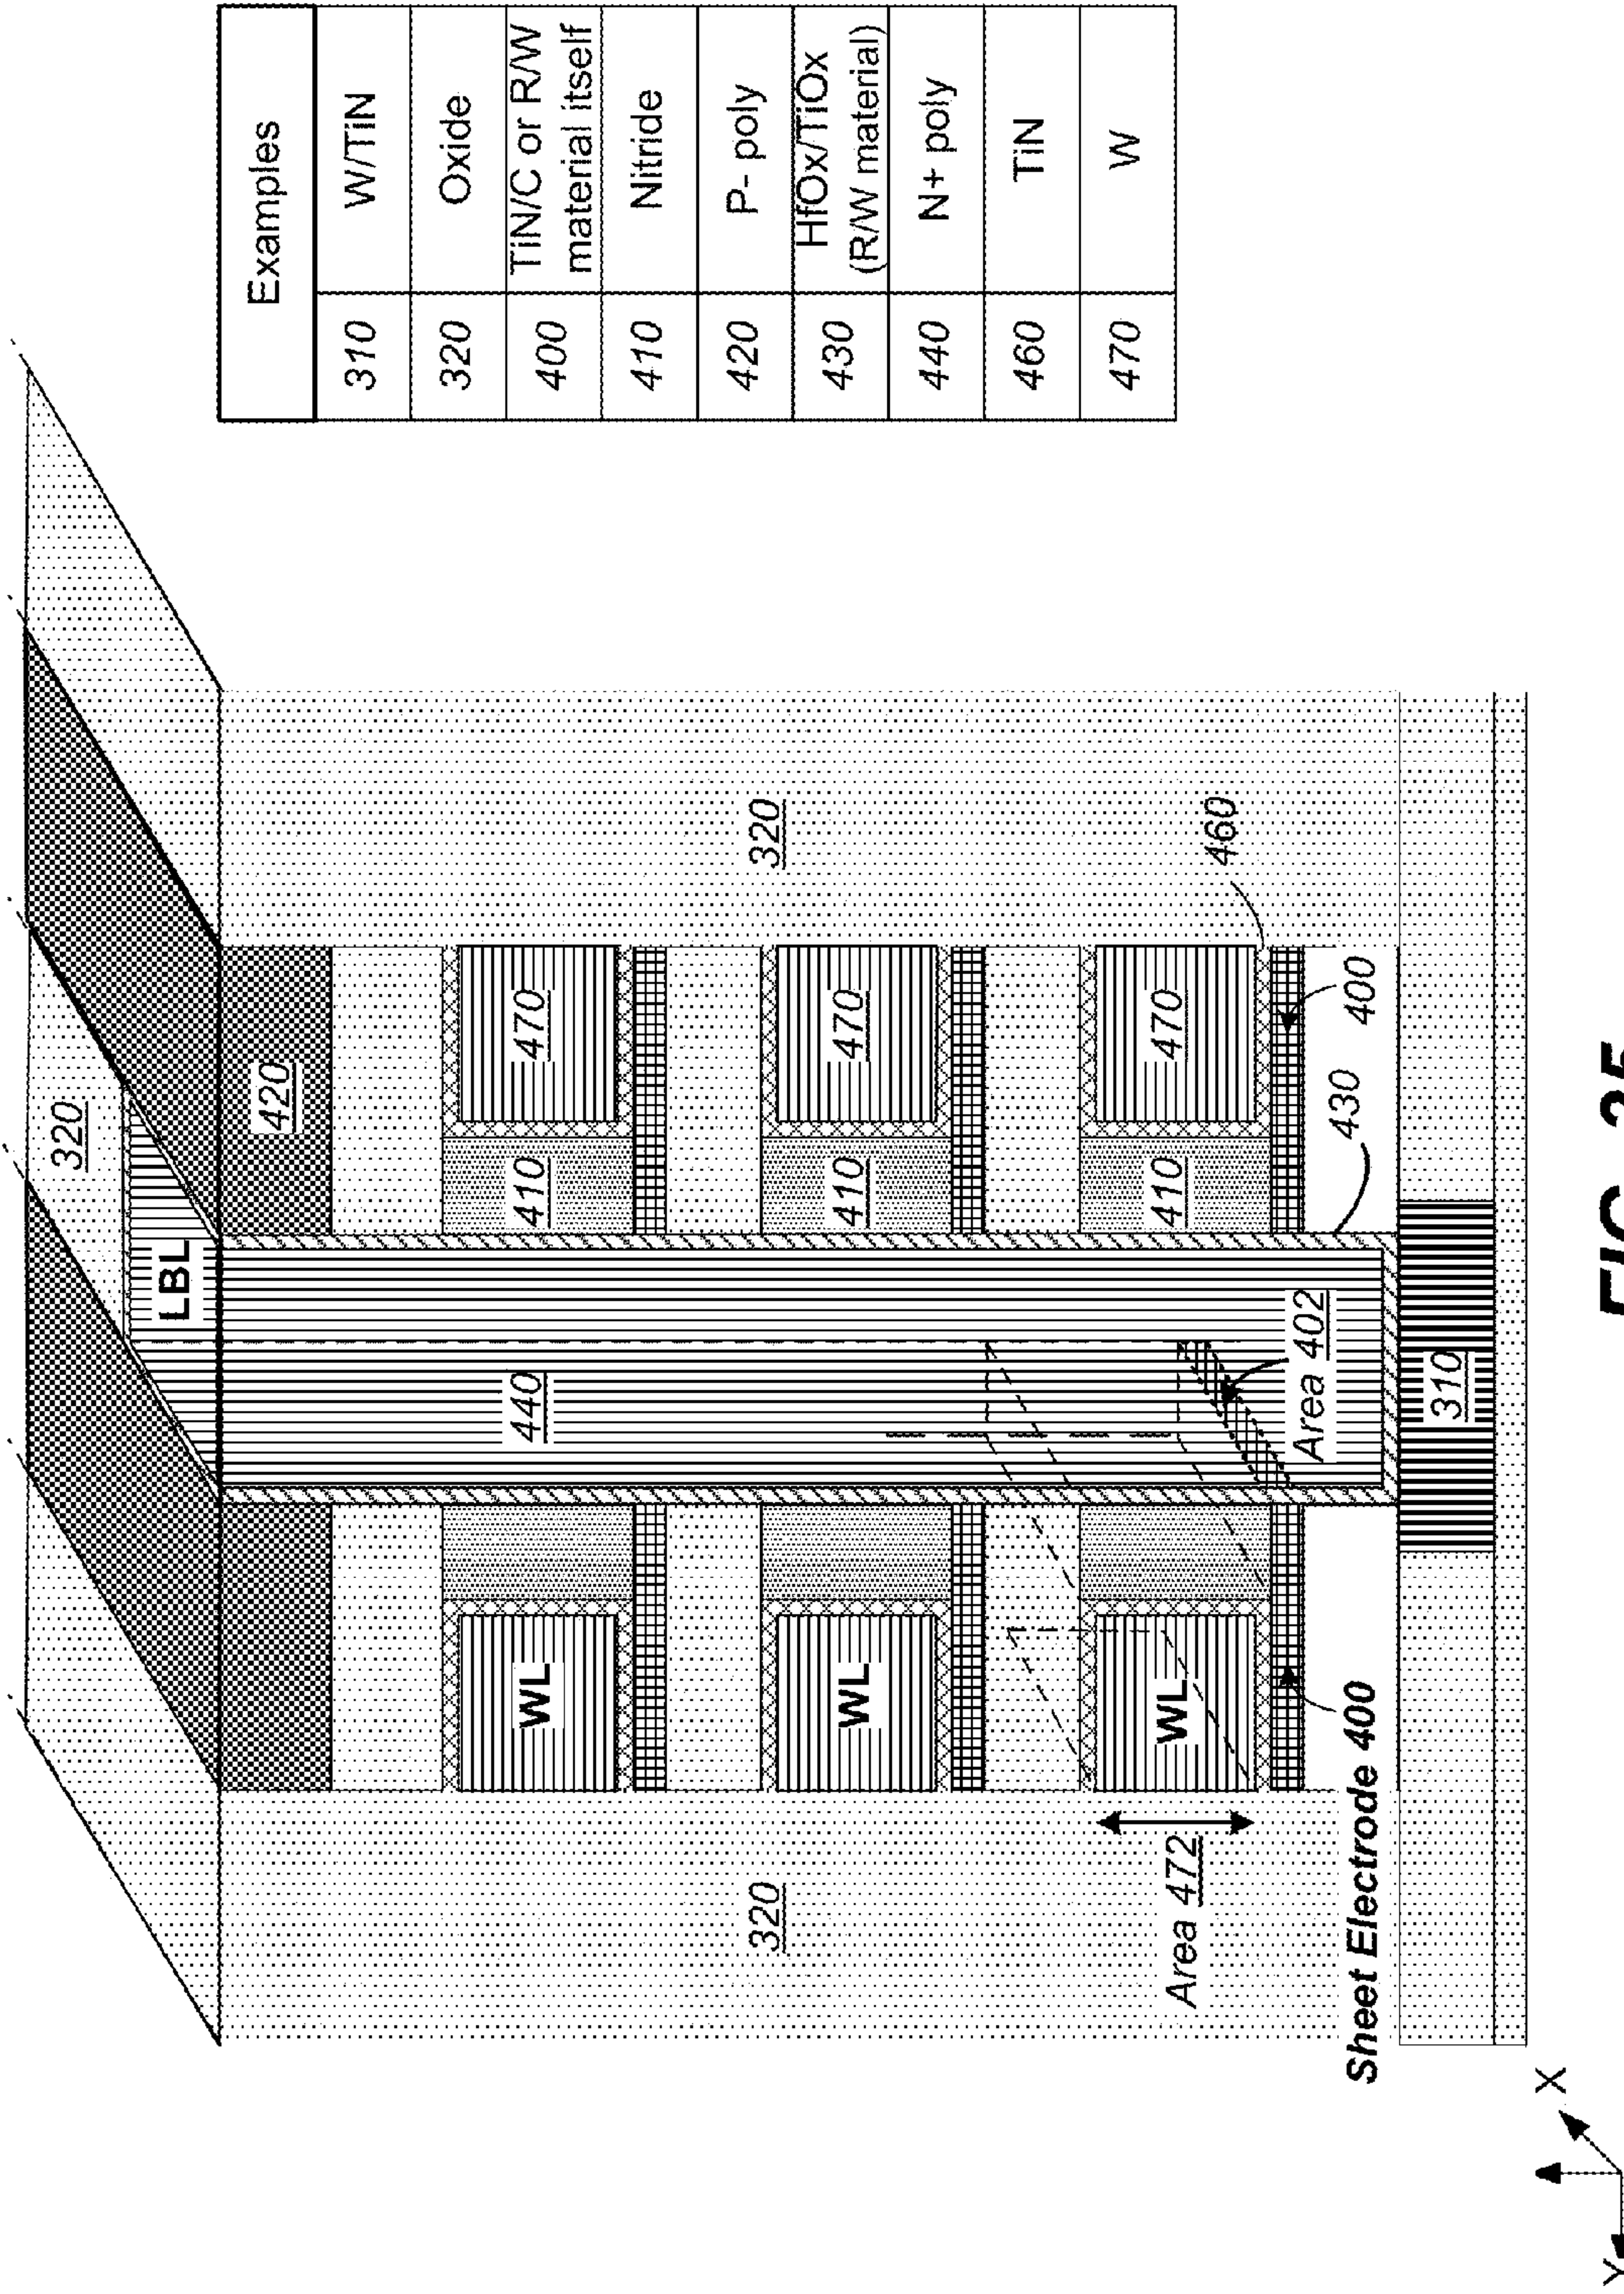 Examples
310 W/TiN
320 Oxide
400 TiN/C or R/W
material itself
410 Nitride
420 P- poly
430 HfOx/TiOx
(R/W material)
440 N+ poly
460 TiN
470 W
320
LBL
420
440
WL
410
470
WL
410
470
320
320
WL
410
470
460
Area 472
Area 402
Sheet Electrode 400
430
400
310
X
Y
FIG